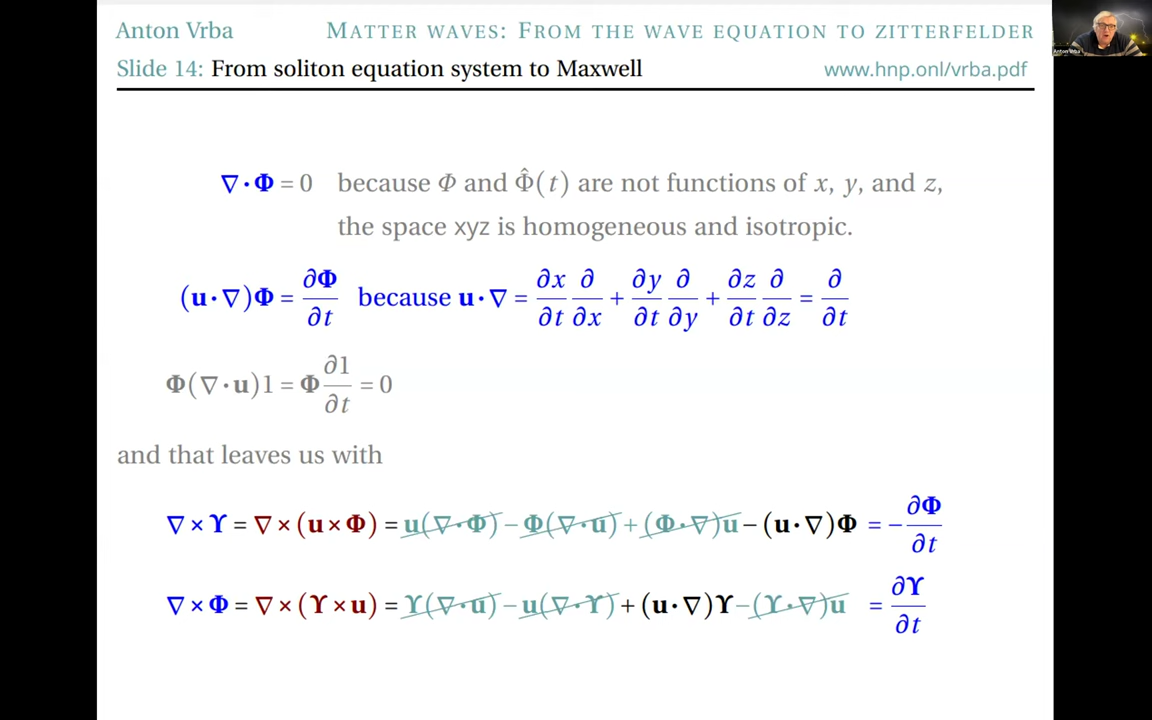 Anton Vrba MATTER WAVES: FROM THE WAVE EQUATION TO ZITTERFELDER
Slide 14: From soliton equation system to Maxwell www.hnp.onl/vrba.pdf
Anton Vrba
∇·Φ = 0 because Φ and Φ̂(t) are not functions of x, y, and z,
the space xyz is homogeneous and isotropic.
(u·∇)Φ = ∂Φ/∂t because u·∇ = ∂x/∂t ∂/∂x + ∂y/∂t ∂/∂y + ∂z/∂t ∂/∂z = ∂/∂t
Φ(∇·u)1 = Φ ∂1/∂t = 0
and that leaves us with
∇×ϒ = ∇×(u×Φ) = u(∇·Φ) − Φ(∇·u) + (Φ·∇)u − (u·∇)Φ = −∂Φ/∂t
∇×Φ = ∇×(ϒ×u) = ϒ(∇·u) − u(∇·ϒ) + (u·∇)ϒ − (ϒ·∇)u = ∂ϒ/∂t